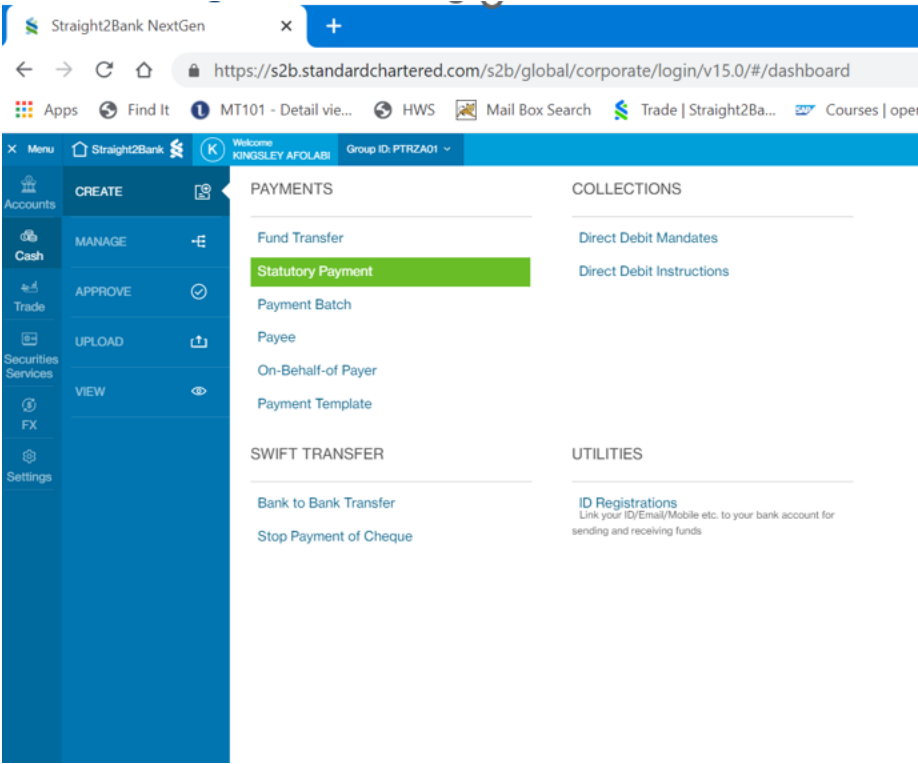 Straight2Bank NextGen
https://s2b.standardchartered.com/s2b/global/corporate/login/v15.0/#/dashboard
Apps Find It MT101 - Detail vie... HWS Mail Box Search Trade | Straight2Ba... Courses | oper
Menu Straight2Bank K Welcome
KINGSLEY AFOLABI Group ID: PTRZA01
Accounts
Cash
Trade
Securities
Services
FX
Settings
CREATE
MANAGE
APPROVE
UPLOAD
VIEW
PAYMENTS
Fund Transfer
Statutory Payment
Payment Batch
Payee
On-Behalf-of Payer
Payment Template
COLLECTIONS
Direct Debit Mandates
Direct Debit Instructions
SWIFT TRANSFER
Bank to Bank Transfer
Stop Payment of Cheque
UTILITIES
ID Registrations
Link your ID/Email/Mobile etc. to your bank account for
sending and receiving funds